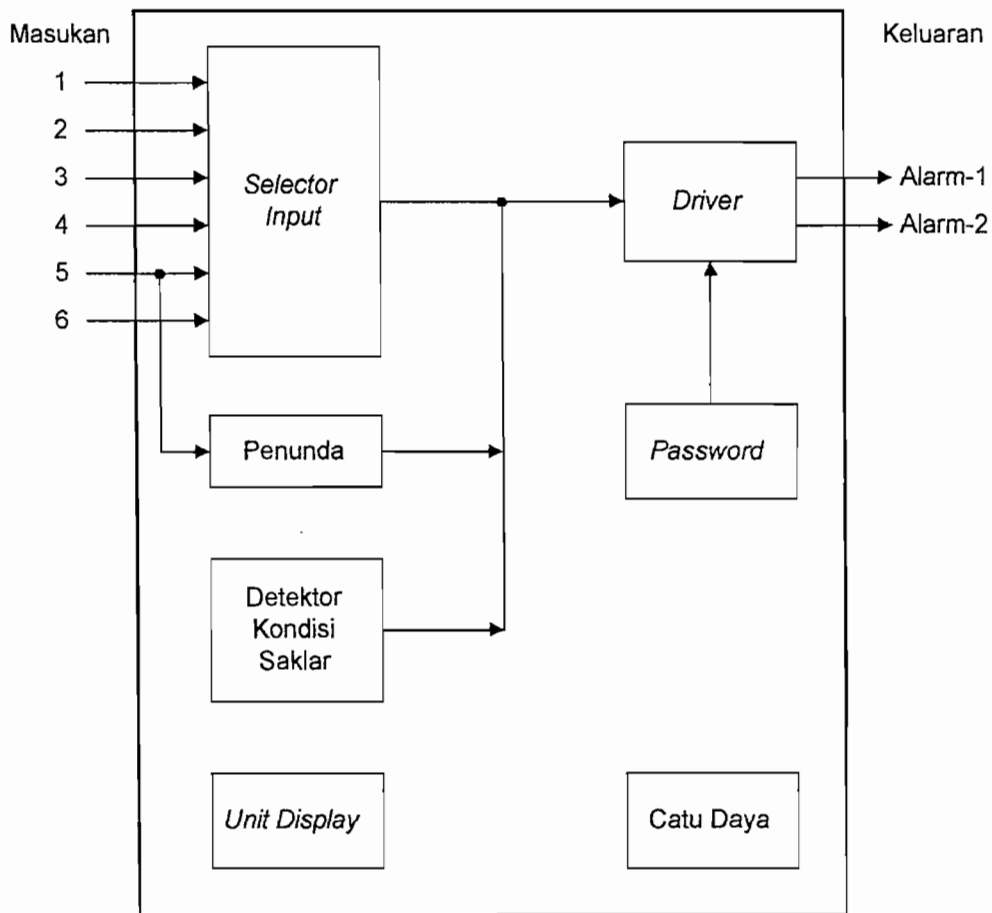 Masukan
Keluaran
1
2
3
4
5
6
Selector
Input
Driver
Alarm-1
Alarm-2
Penunda
Password
Detektor
Kondisi
Saklar
Unit Display
Catu Daya